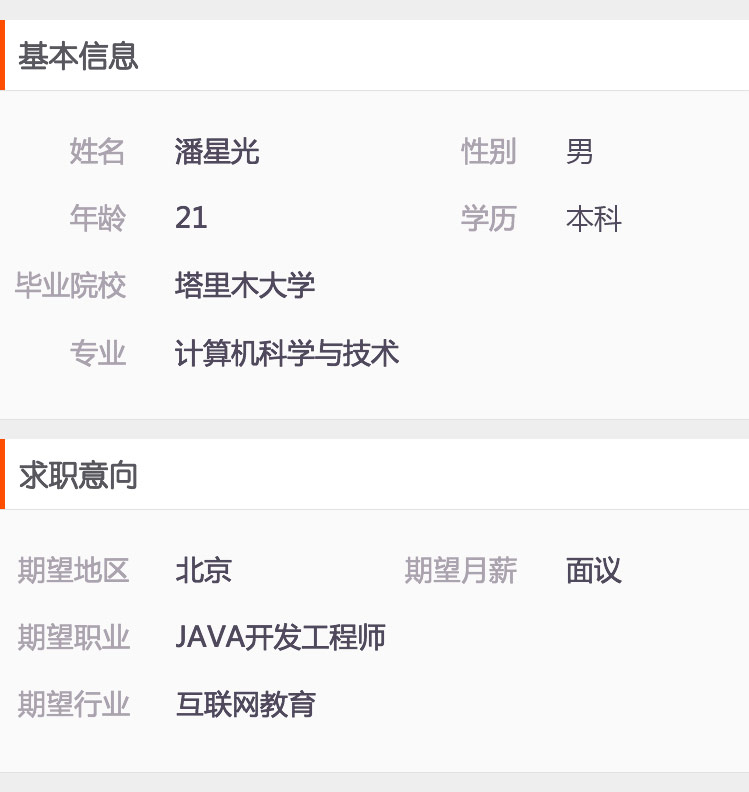 基本信息
姓名 潘星光 性别 男
年龄 21 学历 本科
毕业院校 塔里木大学
专业 计算机科学与技术
求职意向
期望地区 北京 期望月薪 面议
期望职业 JAVA开发工程师
期望行业 互联网教育